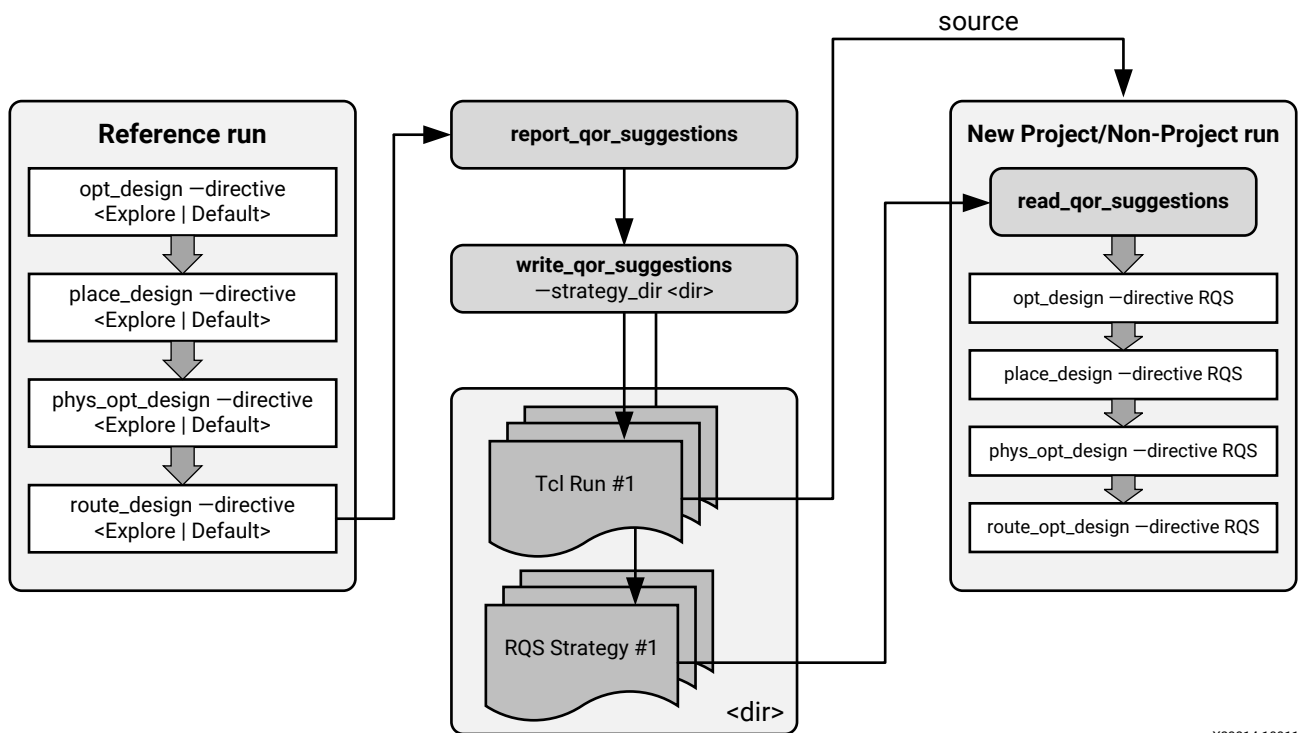 source
Reference run
opt_design —directive
<Explore | Default>
place_design —directive
<Explore | Default>
phys_opt_design —directive
<Explore | Default>
route_design —directive
<Explore | Default>
report_qor_suggestions
write_qor_suggestions
—strategy_dir <dir>
Tcl Run #1
RQS Strategy #1
<dir>
New Project/Non-Project run
read_qor_suggestions
opt_design —directive RQS
place_design —directive RQS
phys_opt_design —directive RQS
route_opt_design —directive RQS